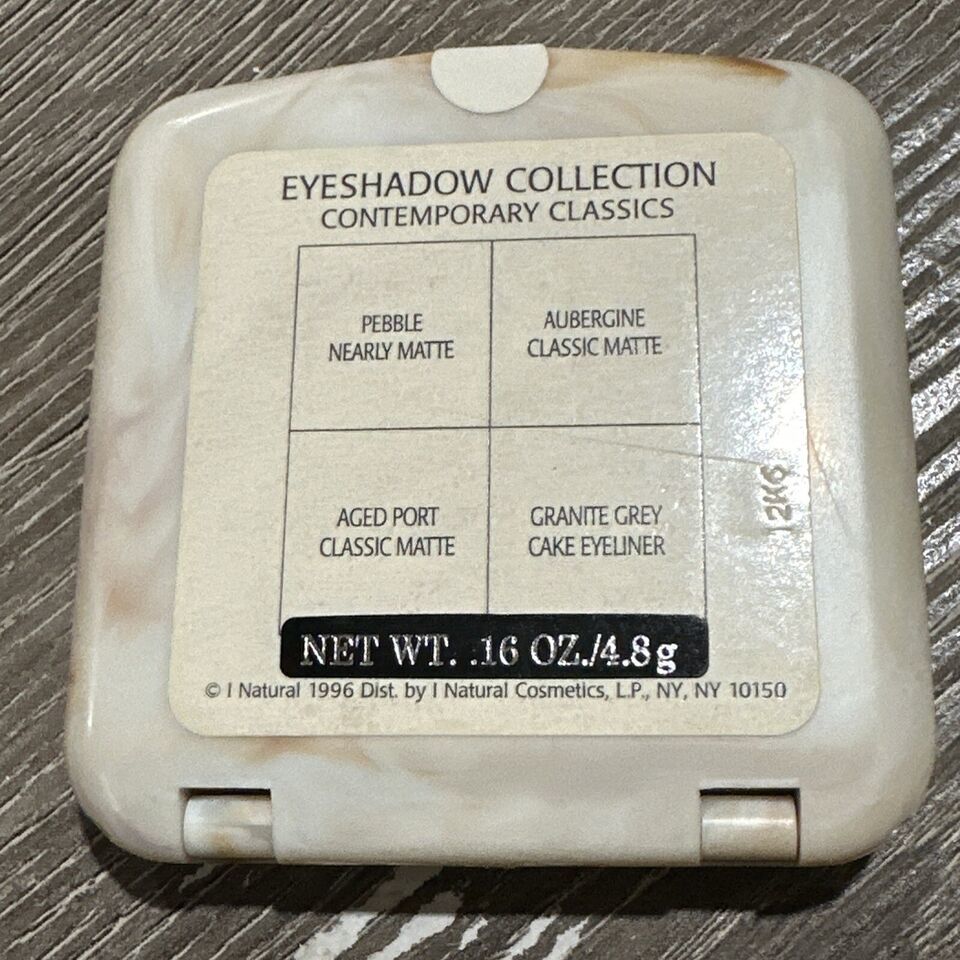 EYESHADOW COLLECTION
CONTEMPORARY CLASSICS
PEBBLE
NEARLY MATTE
AUBERGINE
CLASSIC MATTE
AGED PORT
CLASSIC MATTE
GRANITE GREY
CAKE EYELINER
12K6
NET WT. .16 OZ./4.8g
© I Natural 1996 Dist. by I Natural Cosmetics, L.P., NY, NY 10150